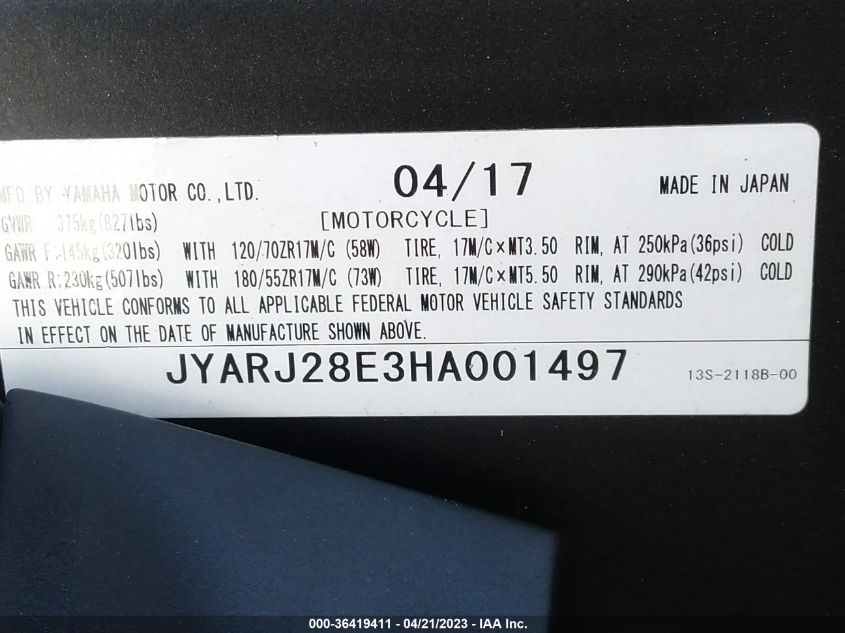 MFD BY YAMAHA MOTOR CO.,LTD. 04/17 MADE IN JAPAN
GVWR 375kg(827lbs) [MOTORCYCLE]
GAWR F:145kg(320lbs) WITH 120/70ZR17M/C (58W) TIRE, 17M/C×MT3.50 RIM, AT 250kPa(36psi) COLD
GAWR R:230kg(507lbs) WITH 180/55ZR17M/C (73W) TIRE, 17M/C×MT5.50 RIM, AT 290kPa(42psi) COLD
THIS VEHICLE CONFORMS TO ALL APPLICABLE FEDERAL MOTOR VEHICLE SAFETY STANDARDS
IN EFFECT ON THE DATE OF MANUFACTURE SHOWN ABOVE.
JYARJ28E3HA001497 13S-2118B-00
000-36419411 - 04/21/2023 - IAA Inc.